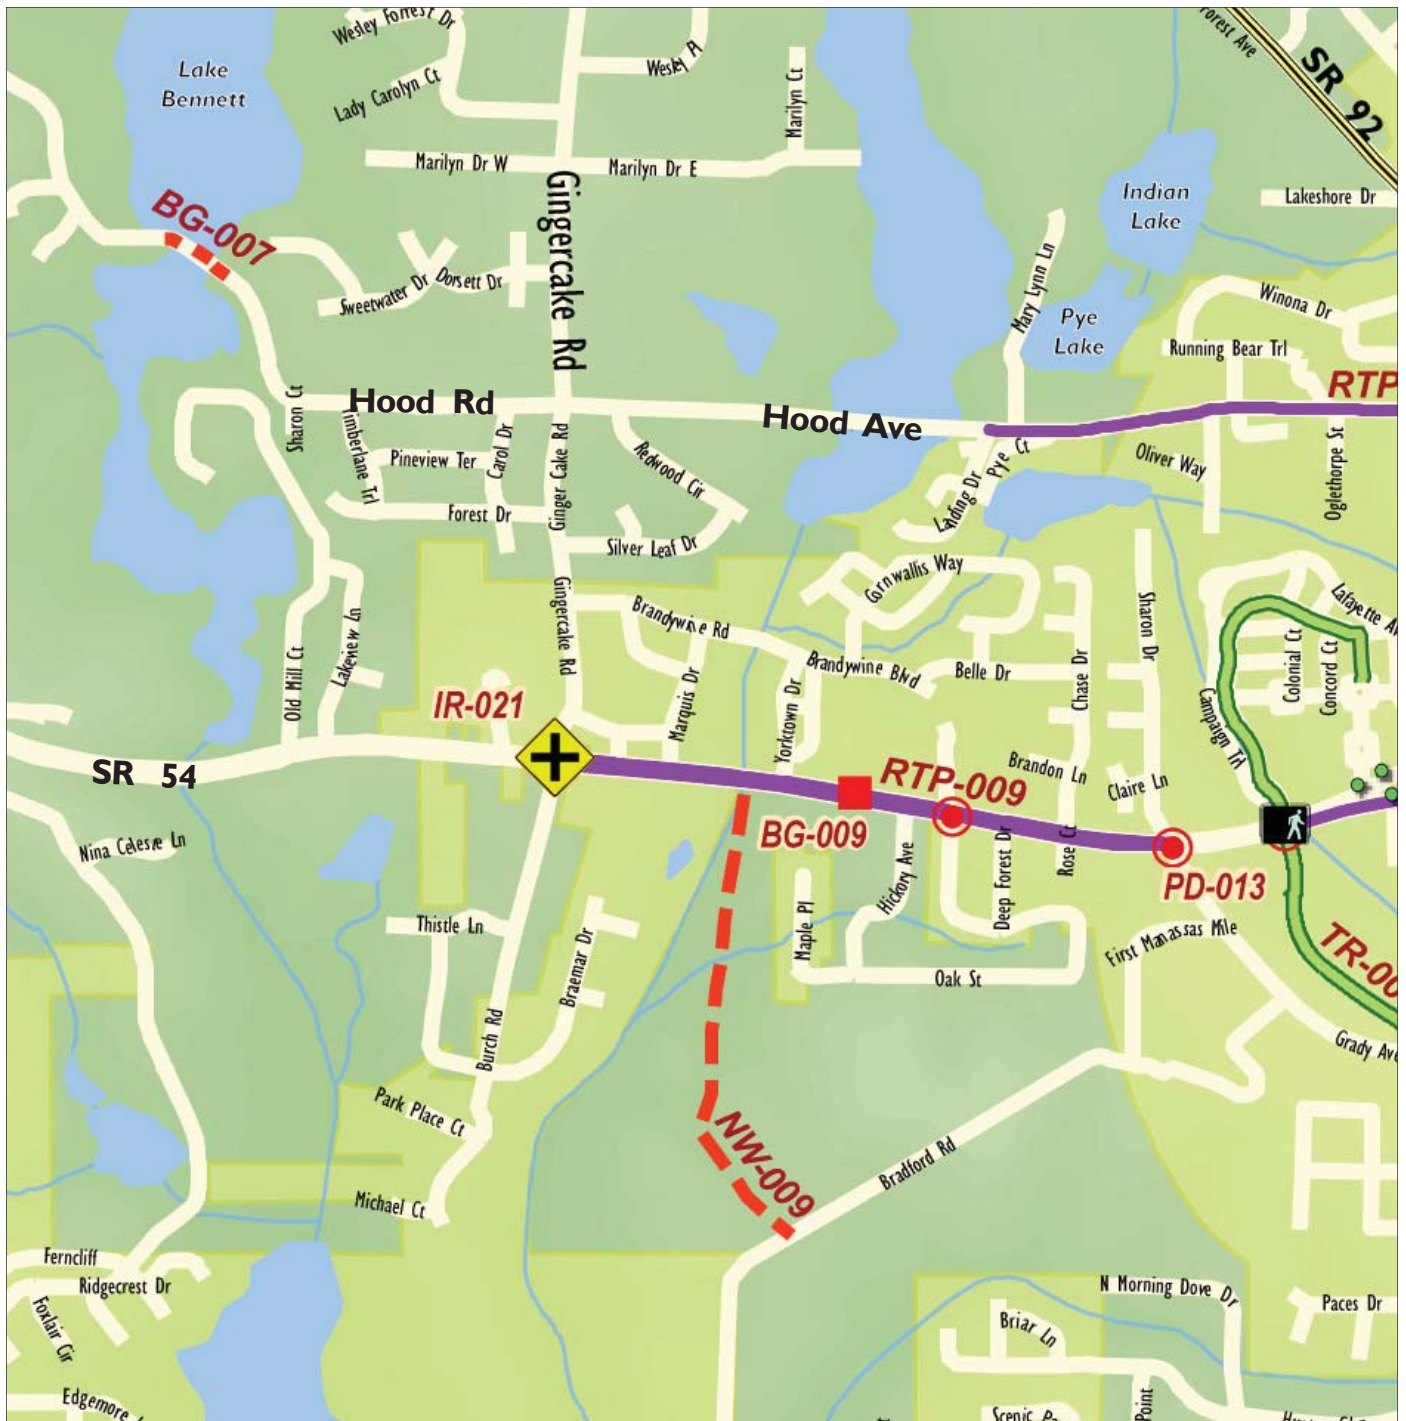 Wesley Forrest Dr
Lady Carolyn Ct
Wesley Pl
Marilyn Ct
Forest Ave
SR 92
Lake
Bennett
Marilyn Dr W
Marilyn Dr E
Gingercake Rd
Indian
Lake
Lakeshore Dr
BG-007
Sweetwater Dr
Dorsett Dr
Mary Lynn Ln
Pye
Lake
Winona Dr
Running Bear Trl
RTP
Hood Rd
Hood Ave
Sharon Ct
Timberlane Trl
Pineview Ter
Carol Dr
Ginger Cake Rd
Redwood Cir
Forest Dr
Silver Leaf Dr
Lading Dr
Pye Ct
Oliver Way
Oglethorpe St
Cornwallis Way
Gingercake Rd
Brandywine Rd
Brandywine Blvd
Belle Dr
Chase Dr
Sharon Dr
Lafayette Av
Colonial Ct
Concord Ct
Campaign Trl
Old Mill Ct
Lakeview Ln
IR-021
Marquis Dr
Yorktown Dr
Brandon Ln
Claire Ln
SR 54
RTP-009
BG-009
PD-013
Nina Celeste Ln
Hickory Ave
Deep Forest Dr
Rose Ct
Thistle Ln
Braemar Dr
Maple Pl
Oak St
First Manassas Mile
TR-00
Grady Ave
Burch Rd
Park Place Ct
Michael Ct
NW-009
Bradford Rd
Ferncliff
Ridgecrest Dr
Foxlair Cir
Edgemore
N Morning Dove Dr
Briar Ln
Paces Dr
Point